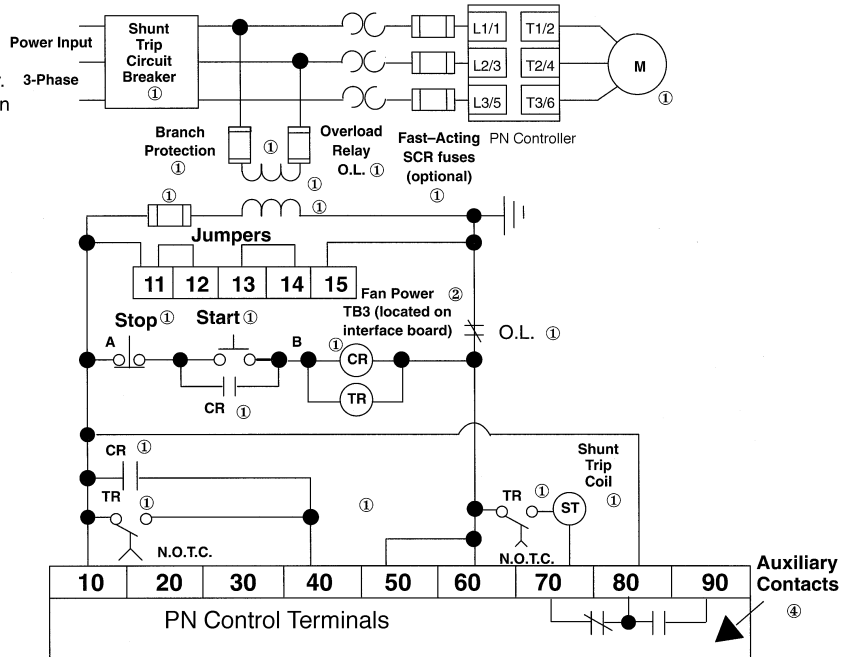 Power Input
3-Phase
r.
n
Shunt
Trip
Circuit
Breaker
①
L1/1 T1/2
L2/3 T2/4
L3/5 T3/6
M
①
PN Controller
Branch
Protection
①
①
①
Overload
Relay
O.L. ①
Fast–Acting
SCR fuses
(optional)
①
①
①
Jumpers
11 12 13 14 15
Fan Power ②
TB3 (located on
interface board)
O.L. ①
Stop ①
Start ①
A
B
①
CR
TR
CR ①
CR ①
TR ①
N.O.T.C.
①
TR ①
N.O.T.C.
ST
Shunt
Trip
Coil
①
10 20 30 40 50 60 70 80 90
PN Control Terminals
Auxiliary
Contacts
④